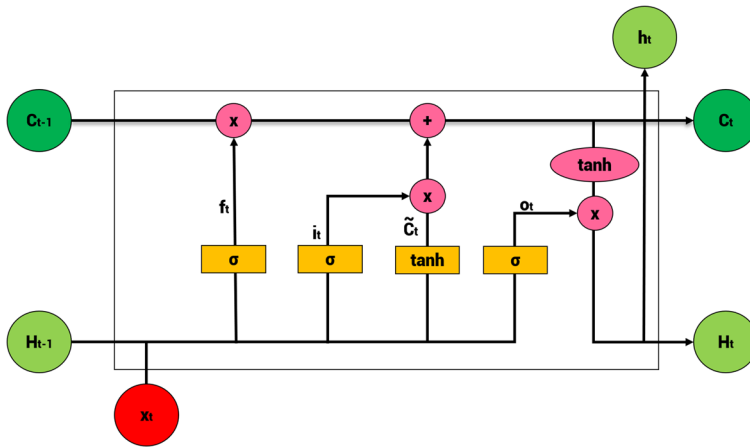 hₜ
Cₜ₋₁
x
+
Cₜ
tanh
x
x
fₜ
iₜ
C̃ₜ
oₜ
σ
σ
tanh
σ
Hₜ₋₁
Hₜ
xₜ